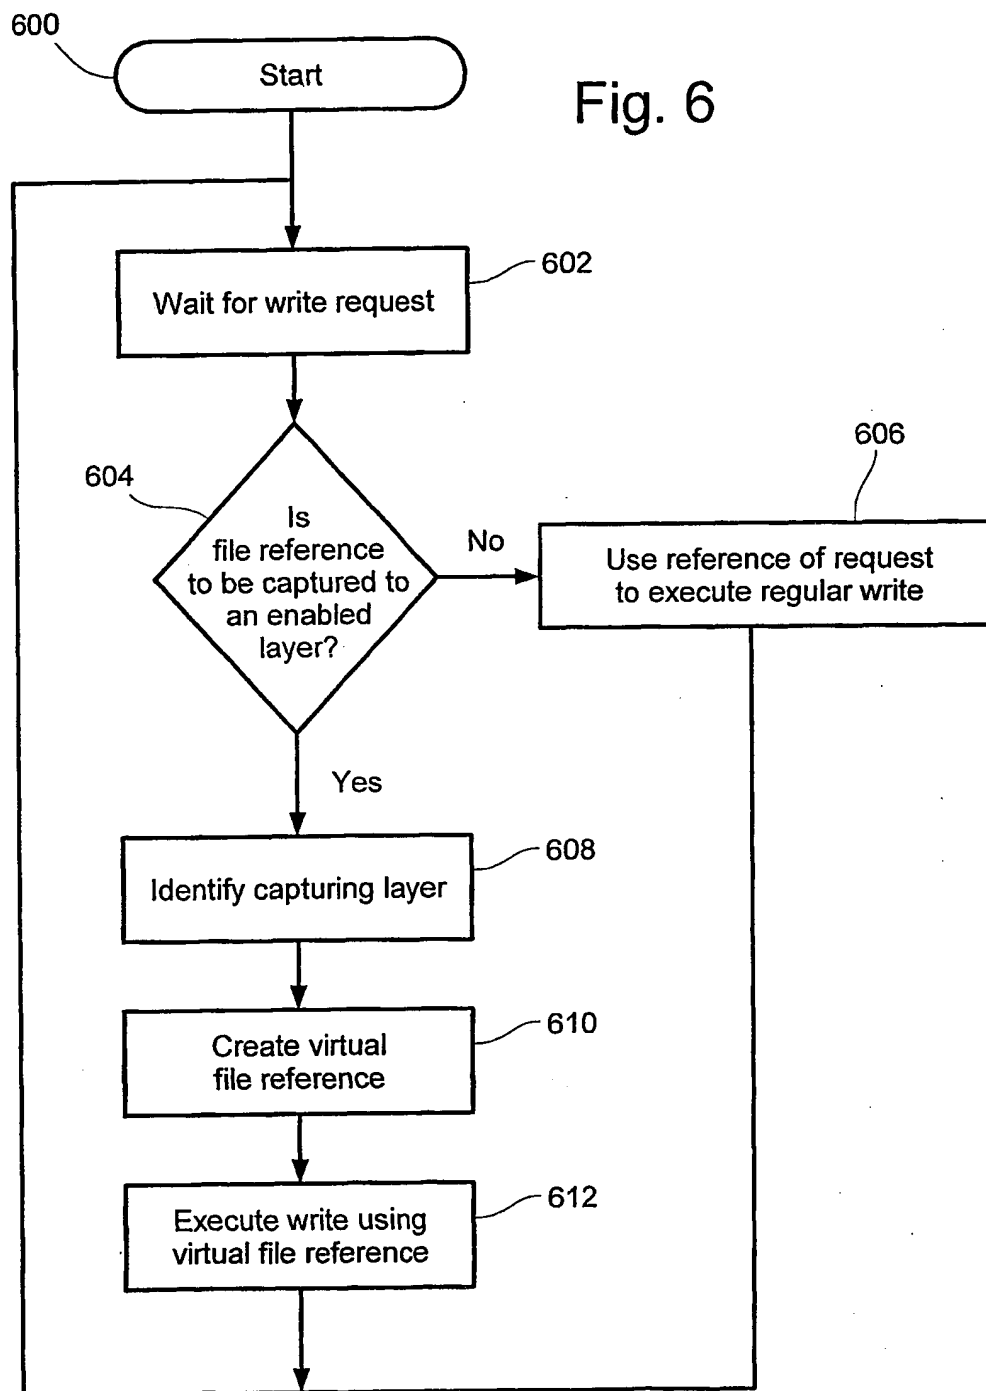 600
Start
Fig. 6
602
Wait for write request
604
Is
file reference
to be captured to
an enabled
layer?
No
606
Use reference of request
to execute regular write
Yes
608
Identify capturing layer
610
Create virtual
file reference
612
Execute write using
virtual file reference